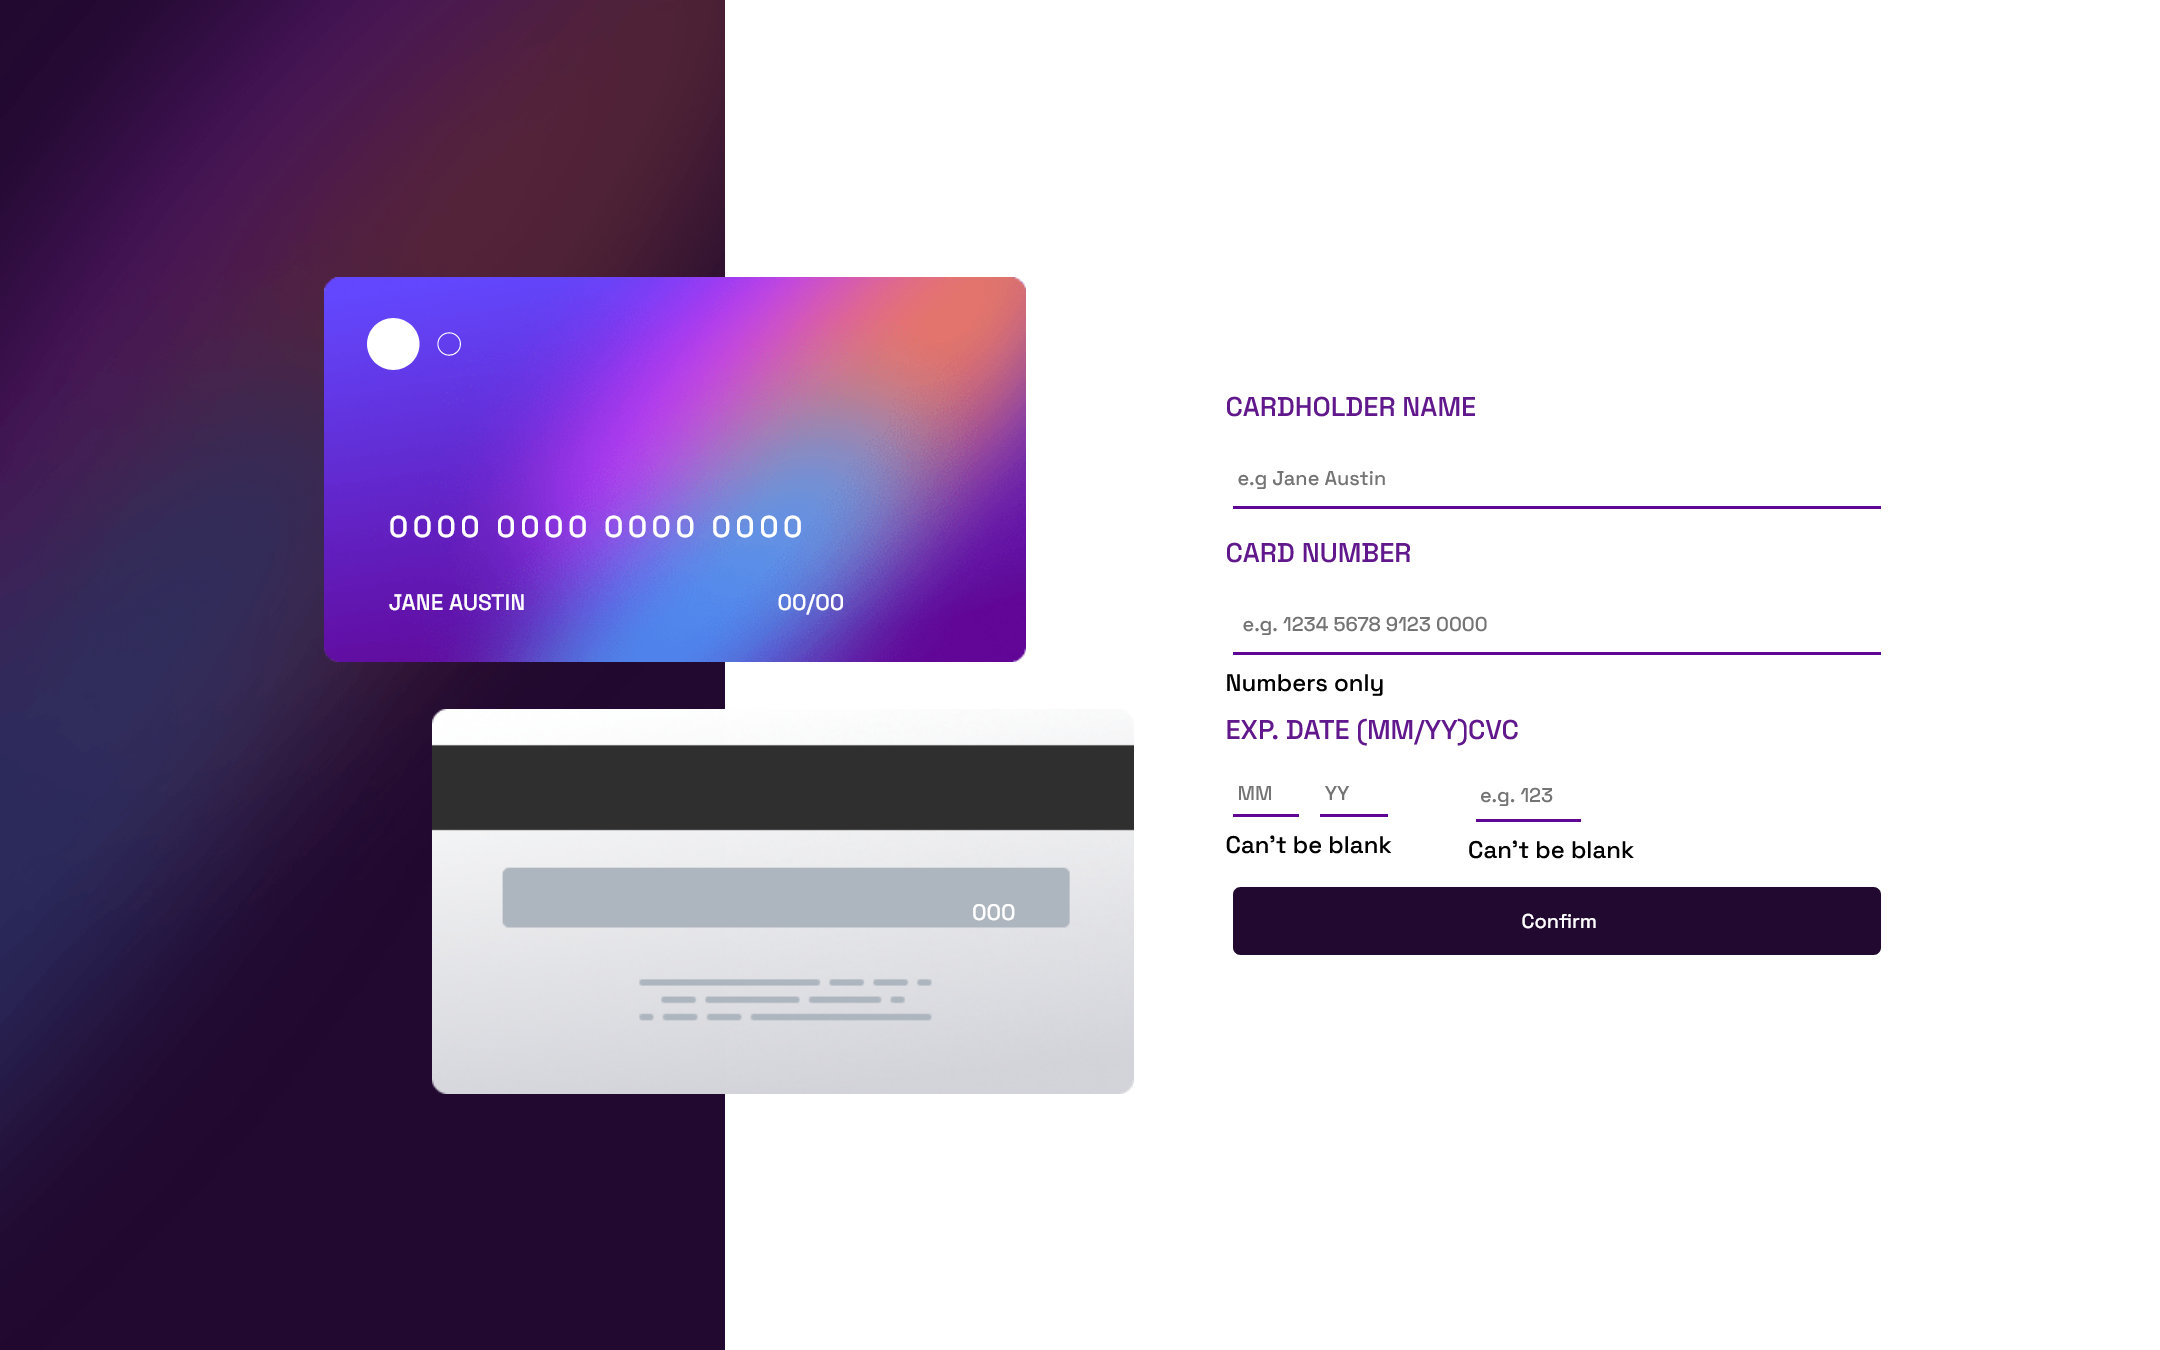 0000 0000 0000 0000
JANE AUSTIN 00/00
000
CARDHOLDER NAME
e.g Jane Austin
CARD NUMBER
e.g. 1234 5678 9123 0000
Numbers only
EXP. DATE (MM/YY)CVC
MM YY e.g. 123
Can't be blank Can't be blank
Confirm